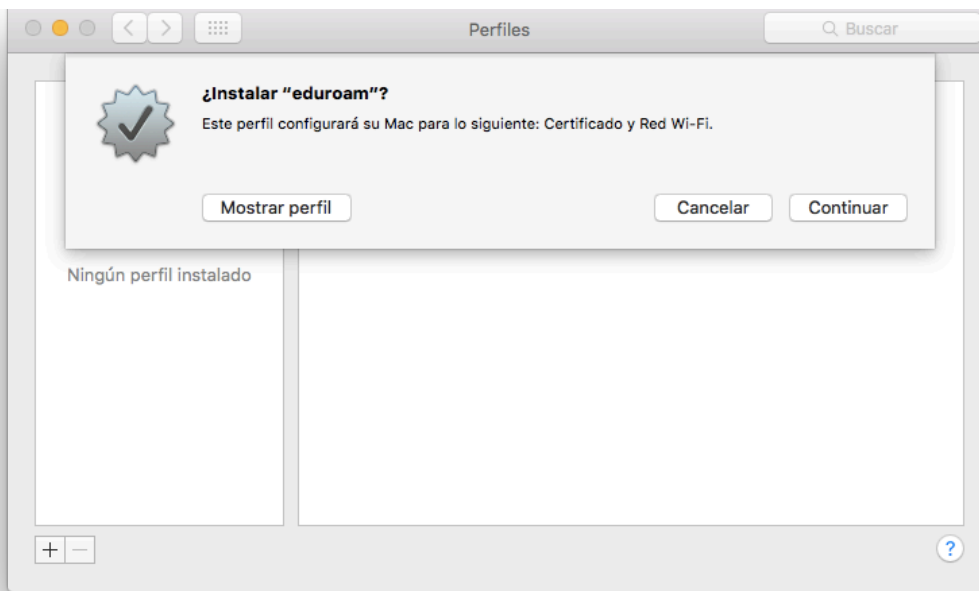 Perfiles
Buscar
¿Instalar “eduroam”?
Este perfil configurará su Mac para lo siguiente: Certificado y Red Wi-Fi.
Mostrar perfil
Cancelar
Continuar
Ningún perfil instalado
+
−
?